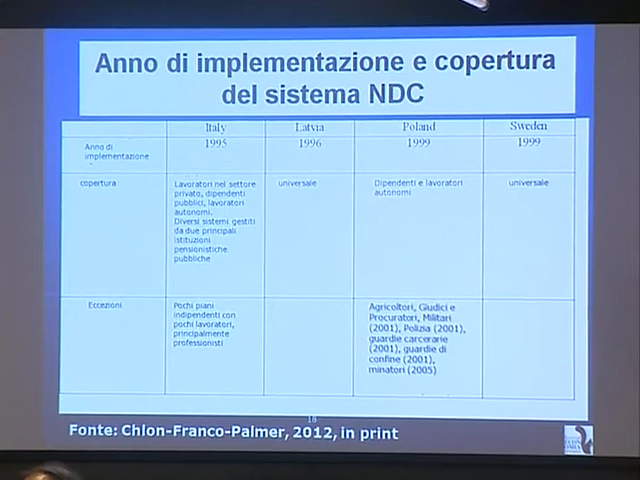 Anno di implementazione e copertura
del sistema NDC
Italy Latvia Poland Sweden
Anno di
implementazione
1995 1996 1999 1999
copertura
Lavoratori nel settore
privato, dipendenti
pubblici, lavoratori
autonomi.
Diversi sistemi gestiti
da due principali
istituzioni
pensionistiche
pubbliche
universale
Dipendenti e lavoratori
autonomi
universale
Eccezioni
Pochi piani
indipendenti con
pochi lavoratori,
principalmente
professionisti
Agricoltori, Giudici e
Procuratori, Militari
(2001), Polizia (2001),
guardie carcerarie
(2001), guardie di
confine (2001),
minatori (2005)
18
Fonte: Chlon-Franco-Palmer, 2012, in print